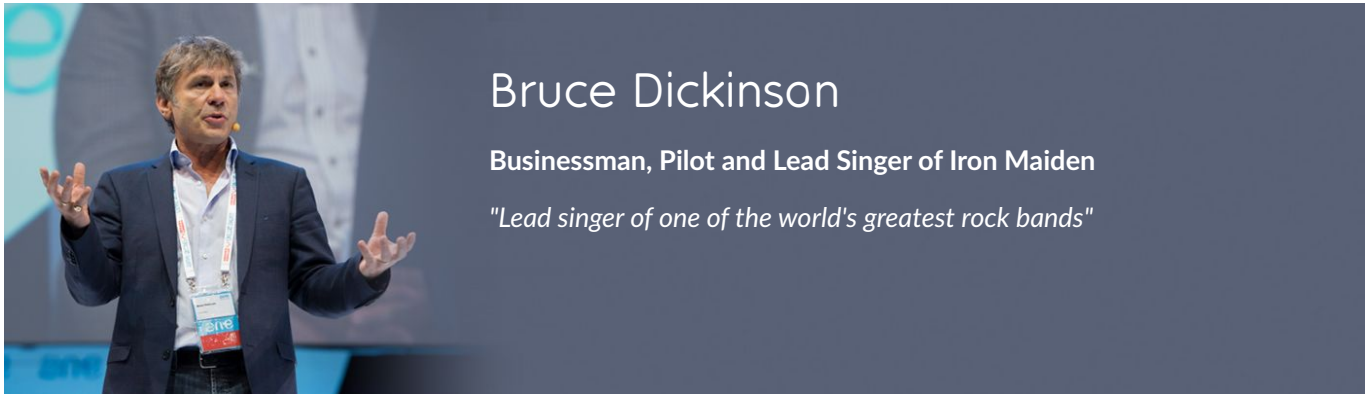 Bruce Dickinson
Businessman, Pilot and Lead Singer of Iron Maiden
"Lead singer of one of the world's greatest rock bands"